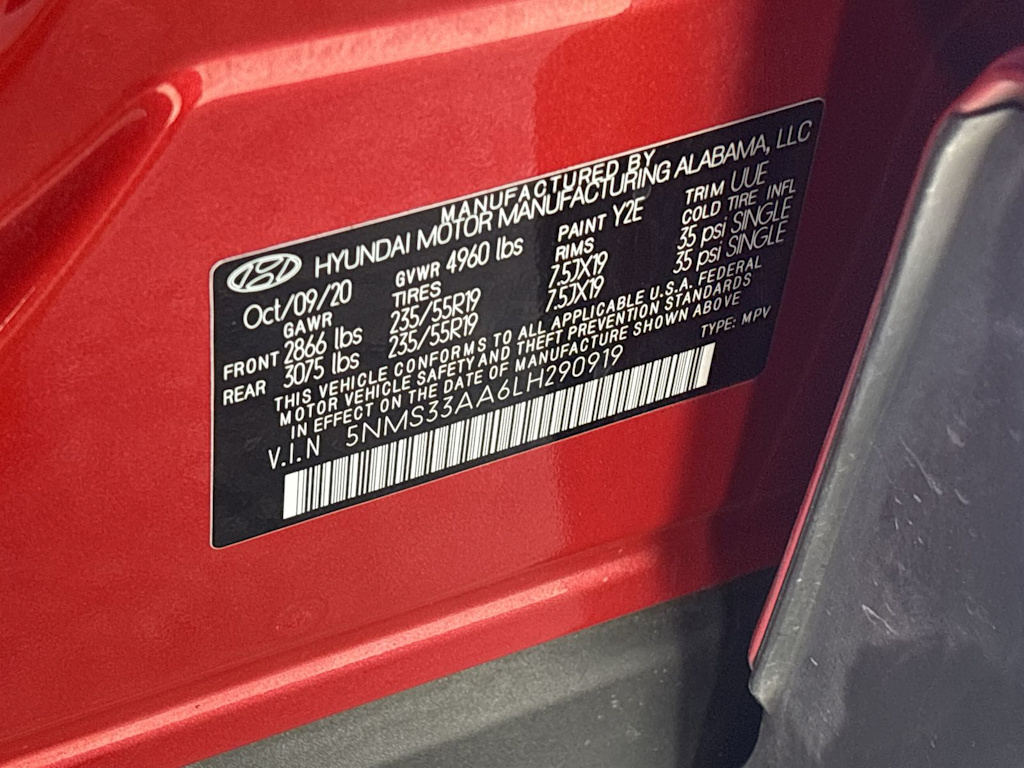 MANUFACTURED BY
HYUNDAI MOTOR MANUFACTURING ALABAMA, LLC
Oct/09/20 GVWR 4960 lbs PAINT Y2E TRIM UUE
GAWR TIRES RIMS COLD TIRE INFL
FRONT 2866 lbs 235/55R19 7.5JX19 35 psi SINGLE
REAR 3075 lbs 235/55R19 7.5JX19 35 psi SINGLE
THIS VEHICLE CONFORMS TO ALL APPLICABLE U.S.A. FEDERAL
MOTOR VEHICLE SAFETY AND THEFT PREVENTION STANDARDS
IN EFFECT ON THE DATE OF MANUFACTURE SHOWN ABOVE
V.I.N 5NMS33AA6LH290919 TYPE: MPV